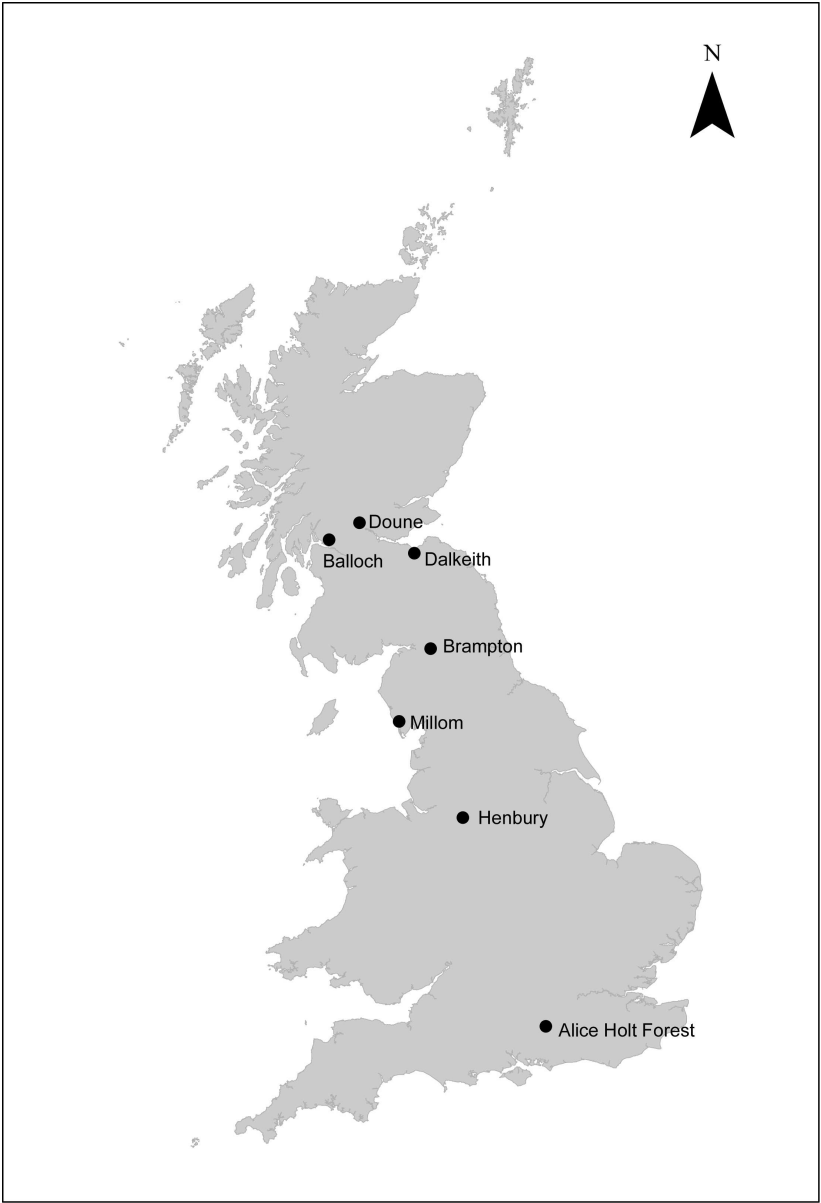 N
Doune
Balloch
Dalkeith
Brampton
Millom
Henbury
Alice Holt Forest